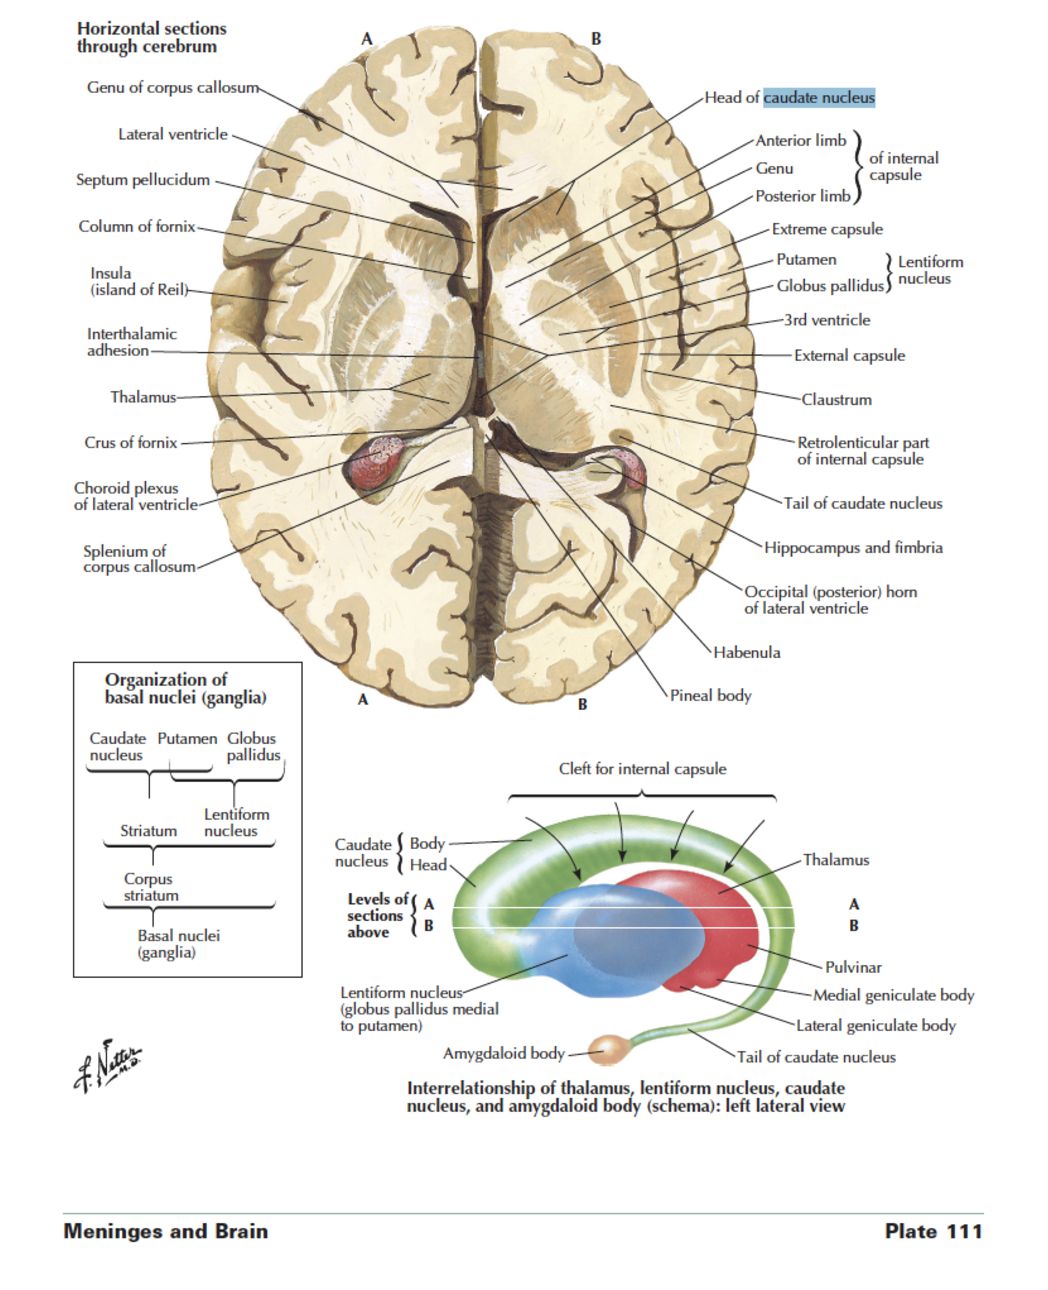 Horizontal sections
through cerebrum
A
B
Genu of corpus callosum
Lateral ventricle
Septum pellucidum
Column of fornix
Insula
(island of Reil)
Interthalamic
adhesion
Thalamus
Crus of fornix
Choroid plexus
of lateral ventricle
Splenium of
corpus callosum
Head of caudate nucleus
Anterior limb
Genu
Posterior limb
of internal
capsule
Extreme capsule
Putamen
Globus pallidus
Lentiform
nucleus
3rd ventricle
External capsule
Claustrum
Retrolenticular part
of internal capsule
Tail of caudate nucleus
Hippocampus and fimbria
Occipital (posterior) horn
of lateral ventricle
Habenula
Pineal body
A
B
Organization of
basal nuclei (ganglia)
Caudate Putamen Globus
nucleus pallidus
Lentiform
Striatum nucleus
Corpus
striatum
Basal nuclei
(ganglia)
Cleft for internal capsule
Caudate
nucleus
Body
Head
Levels of
sections
above
A
B
Thalamus
A
B
Pulvinar
Medial geniculate body
Lateral geniculate body
Tail of caudate nucleus
Lentiform nucleus
(globus pallidus medial
to putamen)
Amygdaloid body
Interrelationship of thalamus, lentiform nucleus, caudate
nucleus, and amygdaloid body (schema): left lateral view
F. Netter
M.D.
Meninges and Brain
Plate 111